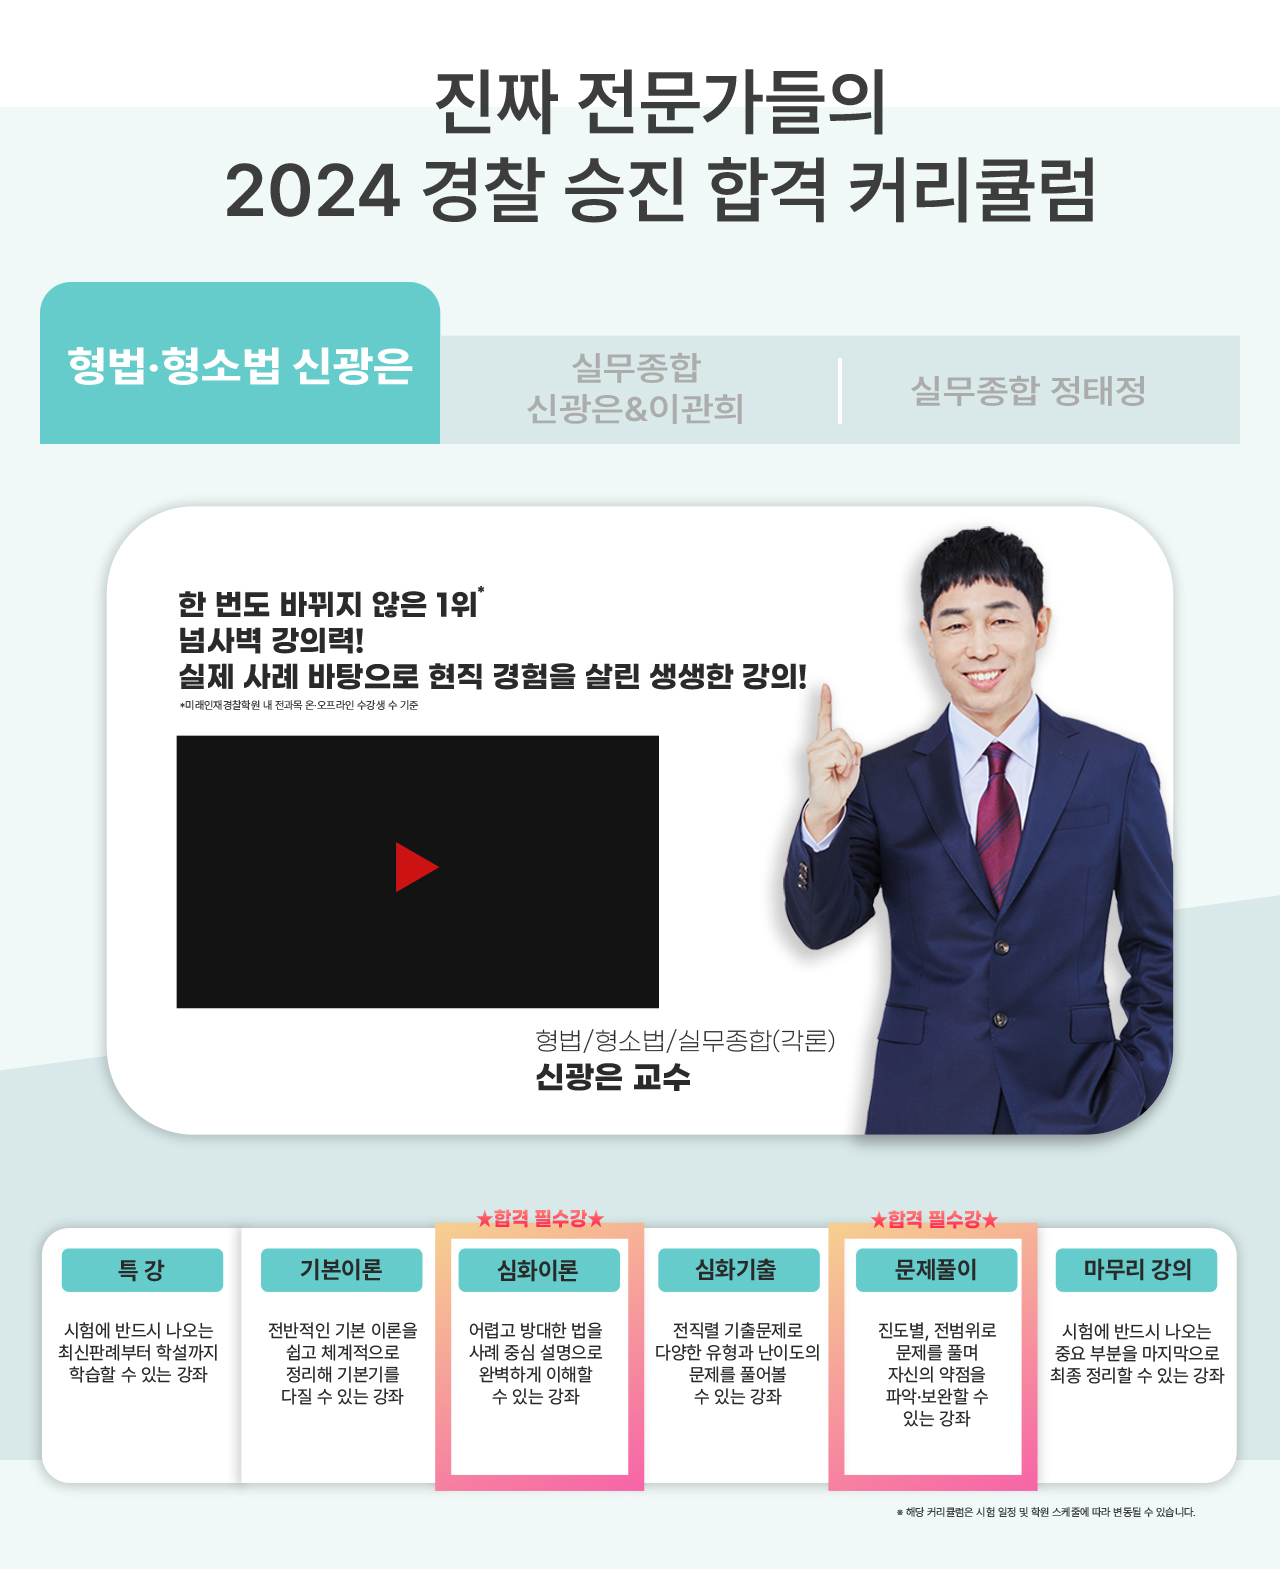 진짜 전문가들의
2024 경찰 승진 합격 커리큘럼
형법·형소법 신광은
실무종합
신광은&이관희
실무종합 정태정
한 번도 바뀌지 않은 1위*
넘사벽 강의력!
실제 사례 바탕으로 현직 경험을 살린 생생한 강의!
*미래인재경찰학원 내 전과목 온·오프라인 수강생 수 기준
형법/형소법/실무종합(각론)
신광은 교수
특 강
시험에 반드시 나오는
최신판례부터 학설까지
학습할 수 있는 강좌
기본이론
전반적인 기본 이론을
쉽고 체계적으로
정리해 기본기를
다질 수 있는 강좌
★합격 필수강★
심화이론
어렵고 방대한 법을
사례 중심 설명으로
완벽하게 이해할
수 있는 강좌
심화기출
전직렬 기출문제로
다양한 유형과 난이도의
문제를 풀어볼
수 있는 강좌
★합격 필수강★
문제풀이
진도별, 전범위로
문제를 풀며
자신의 약점을
파악·보완할 수
있는 강좌
마무리 강의
시험에 반드시 나오는
중요 부분을 마지막으로
최종 정리할 수 있는 강좌
※ 해당 커리큘럼은 시험 일정 및 학원 스케줄에 따라 변동될 수 있습니다.